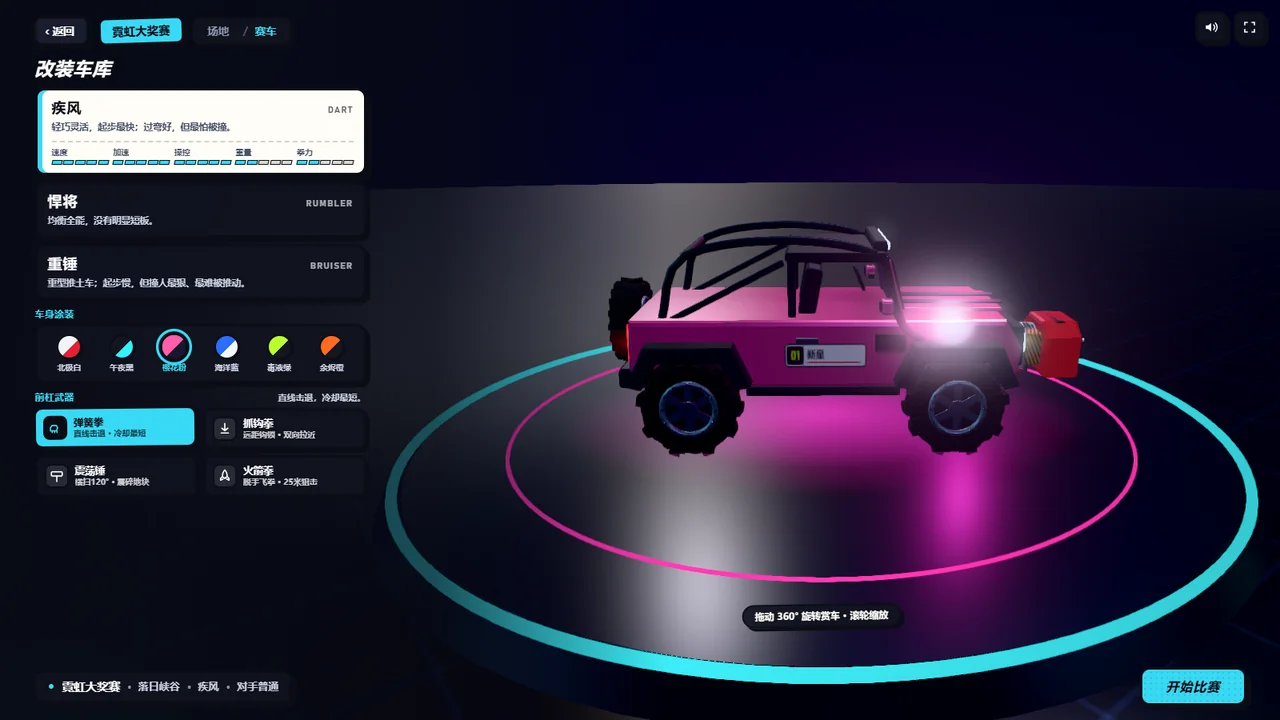 ‹ 返回
霓虹大奖赛
场地 / 赛车
改装车库
疾风
DART
轻巧灵活，起步最快；过弯好，但最怕被撞。
速度 加速 操控 重量 拳力
悍将
RUMBLER
均衡全能，没有明显短板。
重锤
BRUISER
重型推土车；起步慢，但撞人最狠、最难被推动。
车身涂装
北极白 午夜黑 樱花粉 海洋蓝 毒液绿 余烬橙
前杠武器
直线击退，冷却最短。
弹簧拳
直线击退 • 冷却最短
抓钩拳
远距钩锁 • 双向拉近
震荡锤
横扫120° • 震碎地块
火箭拳
脱手飞拳 • 25米狙击
01 新星
拖动 360° 旋转赏车 • 滚轮缩放
• 霓虹大奖赛 • 落日峡谷 • 疾风 • 对手普通
开始比赛